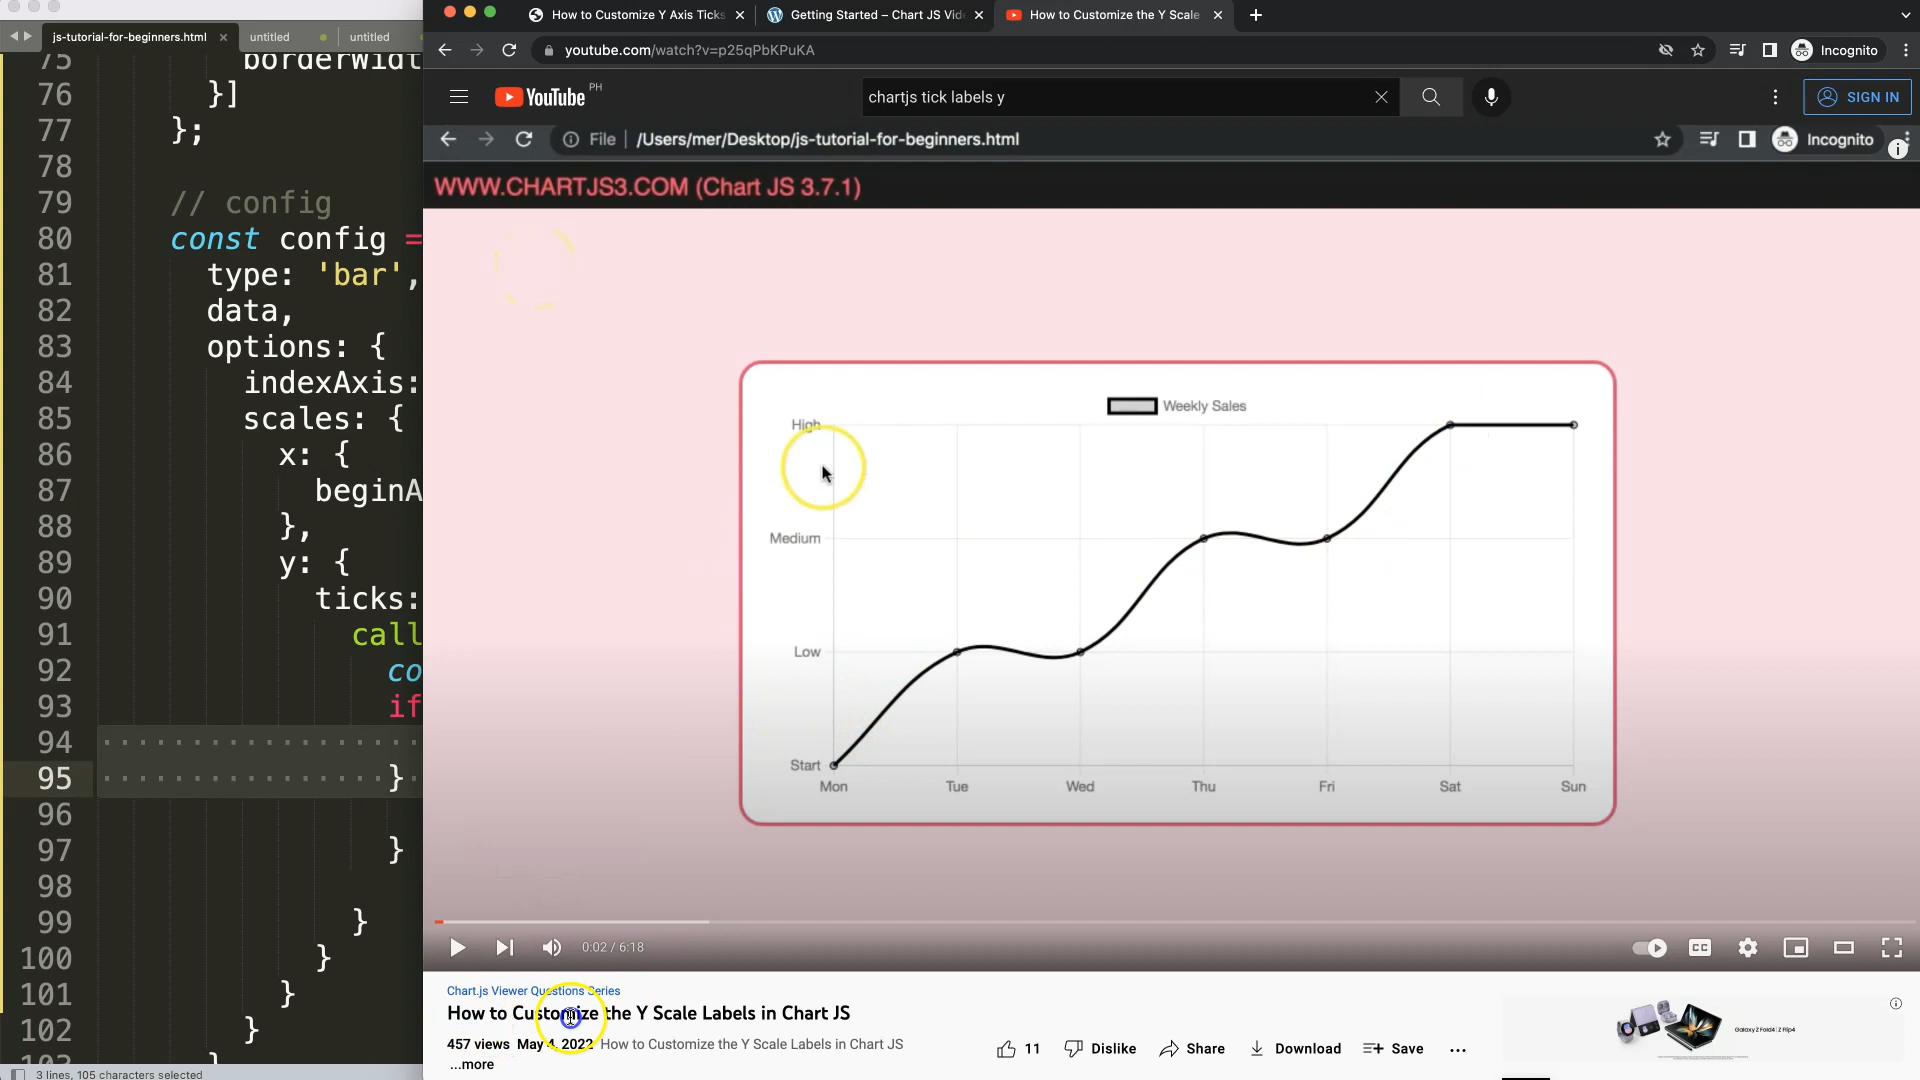 js-tutorial-for-beginners.html × untitled untitled
75 borderWidt
76 }]
77 };
78
79 // config
80 const config =
81 type: 'bar',
82 data,
83 options: {
84 indexAxis:
85 scales: {
86 x: {
87 beginA
88 },
89 y: {
90 ticks:
91 call
92 co
93 if
94
95 }
96
97 }
98
99 }
100 }
101 }
102 }
3 lines, 105 characters selected
How to Customize Y Axis Ticks × Getting Started – Chart JS Vid × How to Customize the Y Scale × +
youtube.com/watch?v=p25qPbKPuKA Incognito
YouTube PH chartjs tick labels y SIGN IN
File /Users/mer/Desktop/js-tutorial-for-beginners.html Incognito
WWW.CHARTJS3.COM (Chart JS 3.7.1)
Weekly Sales
High
Medium
Low
Start
Mon Tue Wed Thu Fri Sat Sun
0:02 / 6:18 CC
Chart.js Viewer Questions Series
How to Customize the Y Scale Labels in Chart JS
457 views May 4, 2022 How to Customize the Y Scale Labels in Chart JS
...more
11 Dislike Share Download Save ...
Galaxy Z Fold4 | Z Flip4